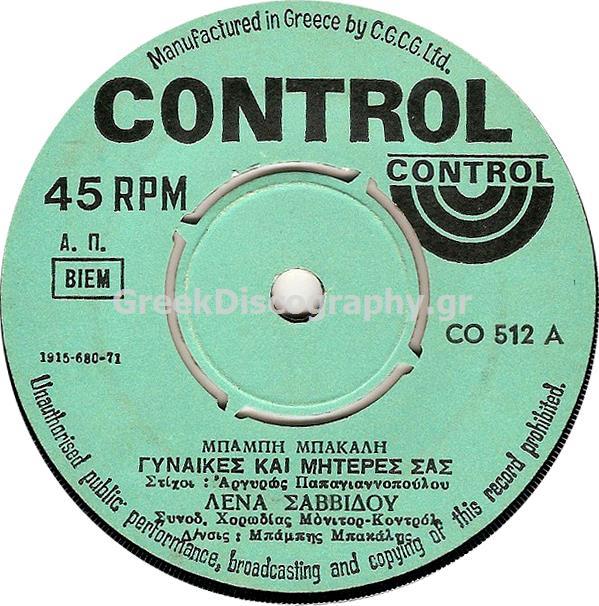 Manufactured in Greece by C.G.C.G. Ltd.
CONTROL
CONTROL
45 RPM
Α. Π.
BIEM
GreekDiscography.gr
CO 512 A
1915-680-71
ΜΠΑΜΠΗ ΜΠΑΚΑΛΗ
ΓΥΝΑΙΚΕΣ ΚΑΙ ΜΗΤΕΡΕΣ ΣΑΣ
Στίχοι : Ἀργυρῶς Παπαγιαννοπούλου
ΛΕΝΑ ΣΑΒΒΙΔΟΥ
Συνοδ. Χορωδίας Μόνιτορ-Κοντρόλ
Δ/νσις : Μπάμπης Μπακάλης
Unauthorised public performance, broadcasting and copying of this record prohibited.